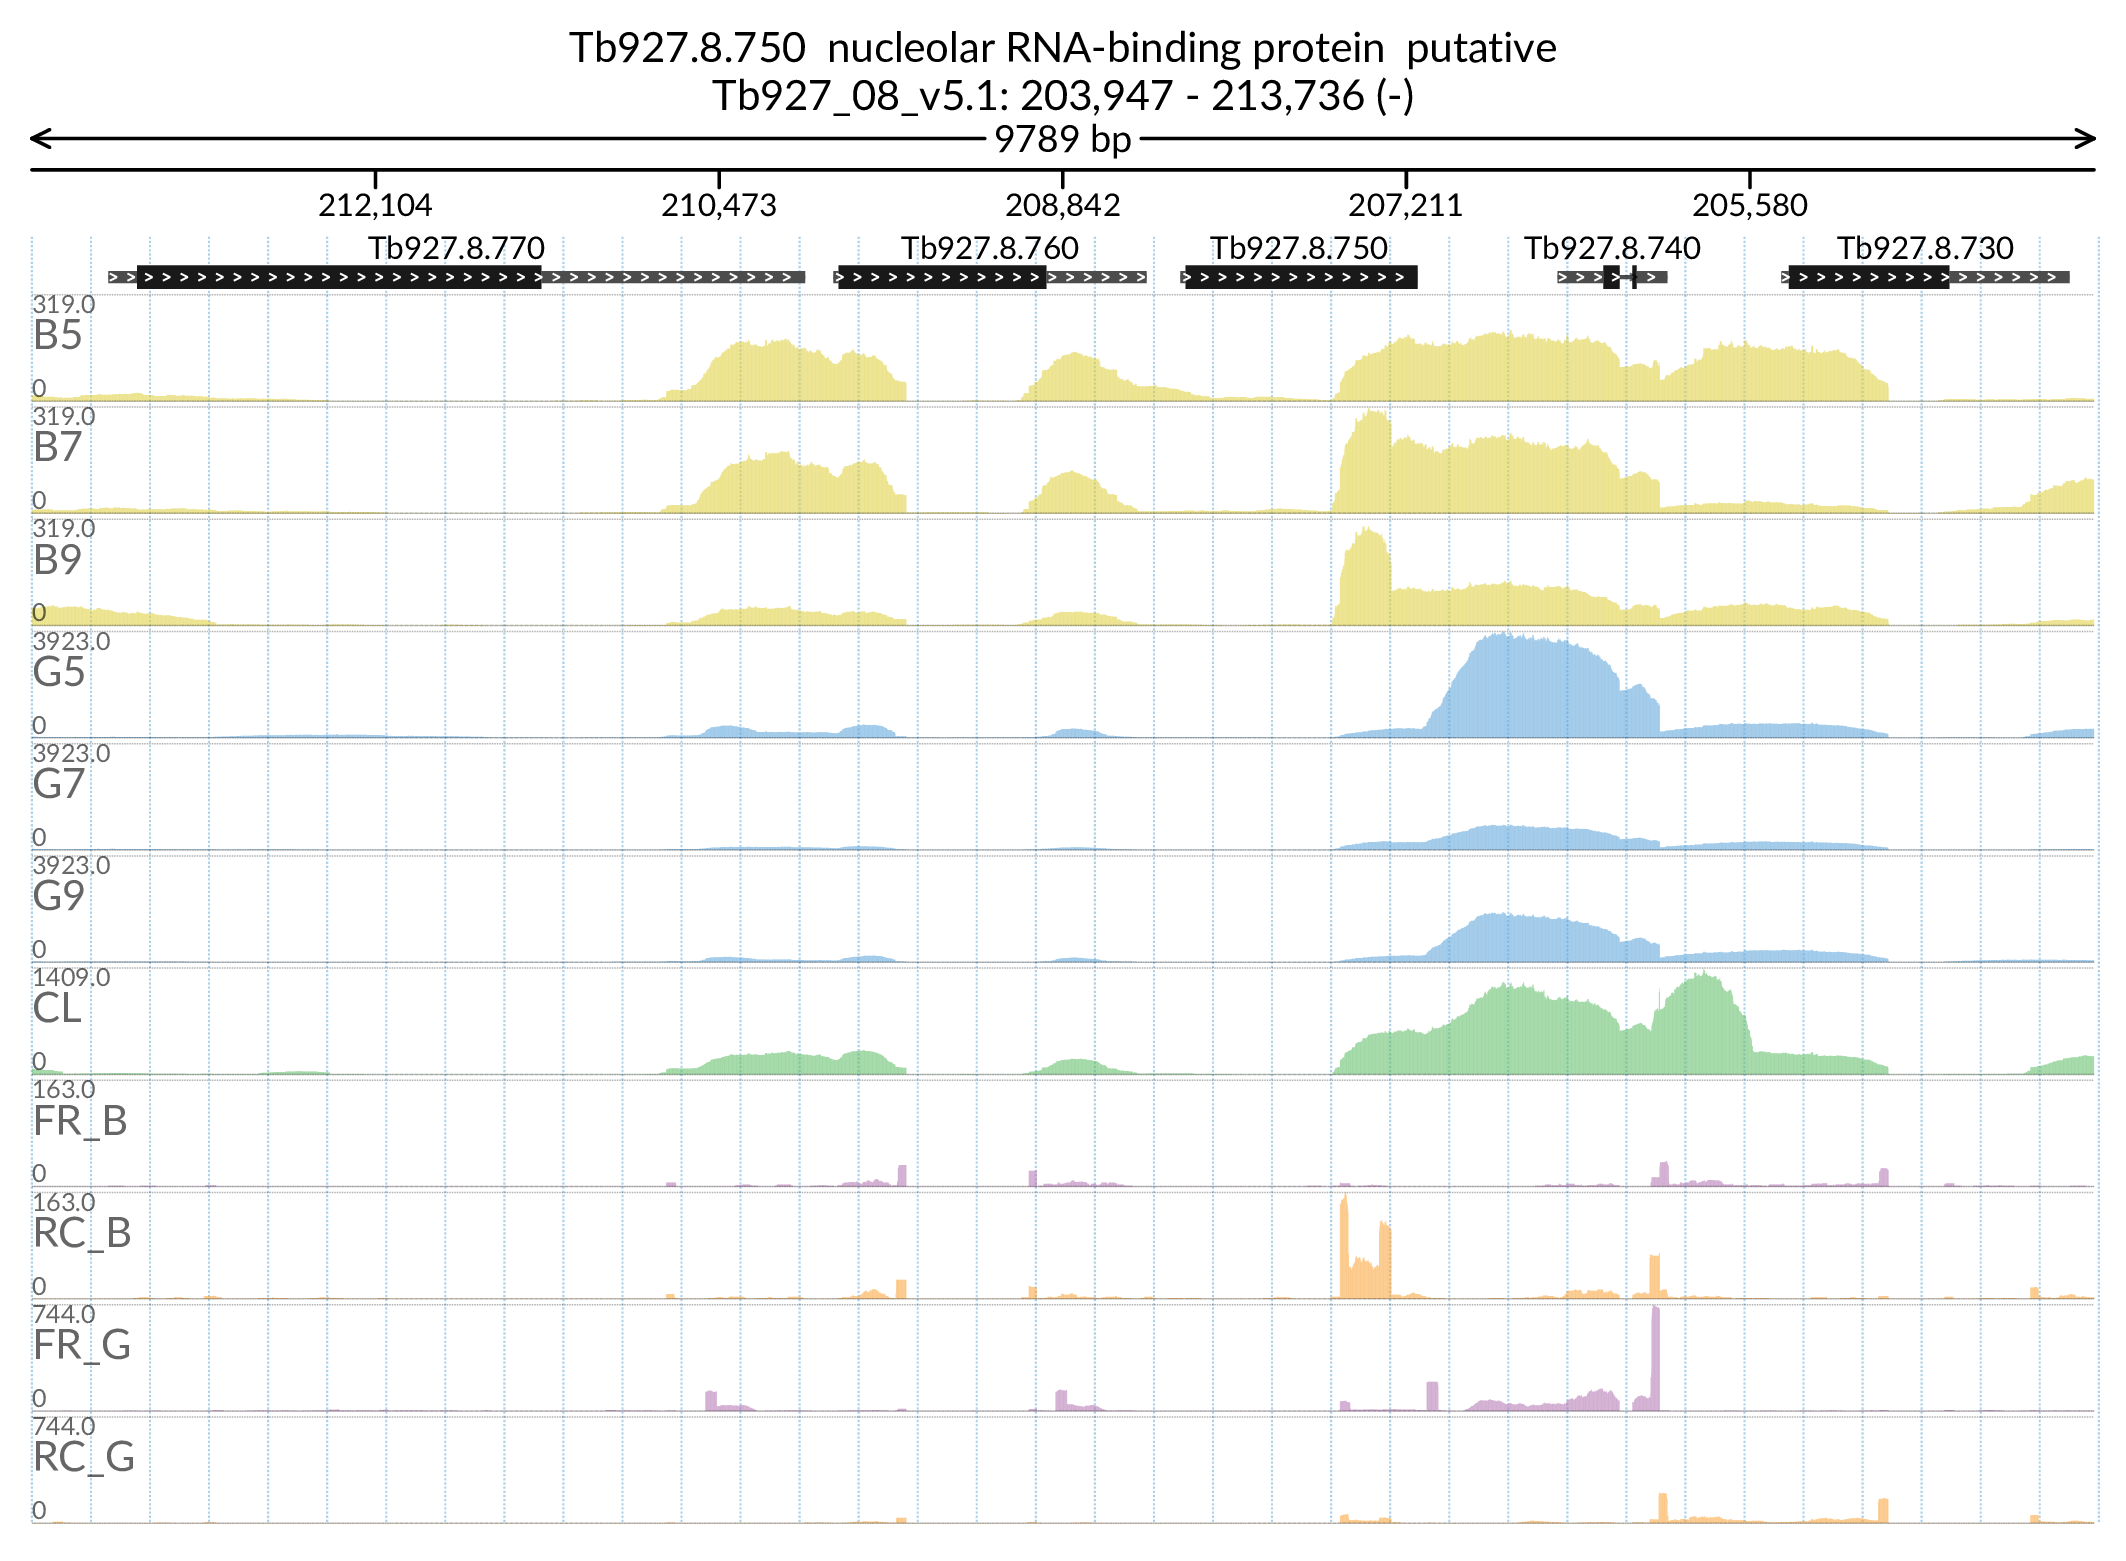 Tb927.8.750  nucleolar RNA-binding protein  putative
Tb927_08_v5.1: 203,947 - 213,736 (-)
9789 bp
212,104 210,473 208,842 207,211 205,580
Tb927.8.770 Tb927.8.760 Tb927.8.750 Tb927.8.740 Tb927.8.730
319.0
B5
0
319.0
B7
0
319.0
B9
0
3923.0
G5
0
3923.0
G7
0
3923.0
G9
0
1409.0
CL
0
163.0
FR_B
0
163.0
RC_B
0
744.0
FR_G
0
744.0
RC_G
0